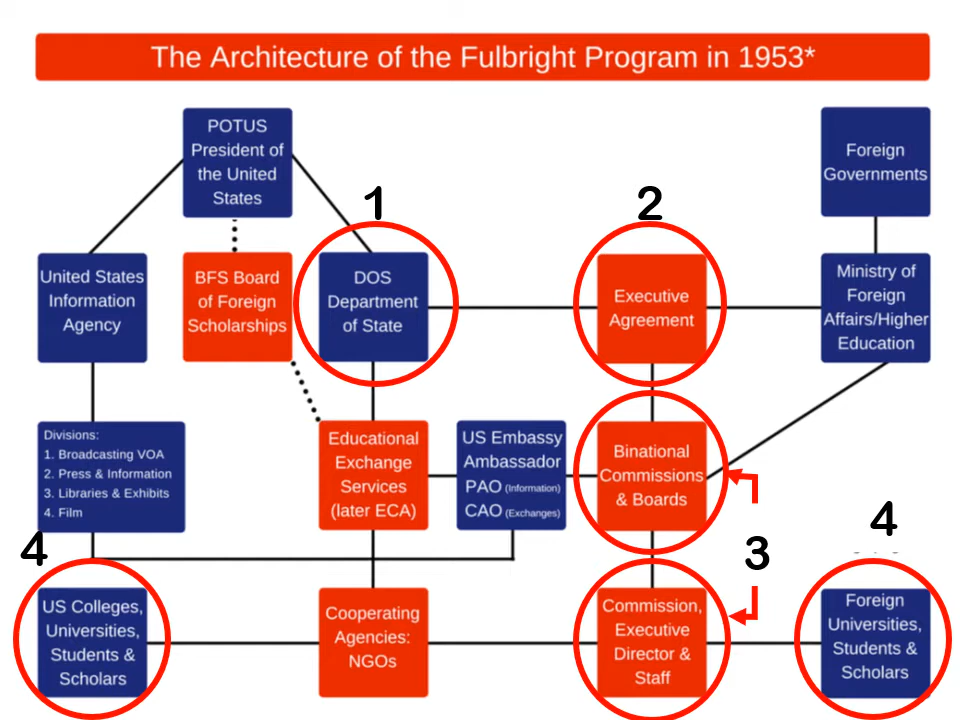 The Architecture of the Fulbright Program in 1953*
POTUS
President of
the United
States
Foreign
Governments
1
2
United States
Information
Agency
BFS Board
of Foreign
Scholarships
DOS
Department
of State
Executive
Agreement
Ministry of
Foreign
Affairs/Higher
Education
Divisions:
1. Broadcasting VOA
2. Press & Information
3. Libraries & Exhibits
4. Film
Educational
Exchange
Services
(later ECA)
US Embassy
Ambassador
PAO (Information)
CAO (Exchanges)
Binational
Commissions
& Boards
4
3
4
US Colleges,
Universities,
Students &
Scholars
Cooperating
Agencies:
NGOs
Commission,
Executive
Director &
Staff
Foreign
Universities,
Students &
Scholars